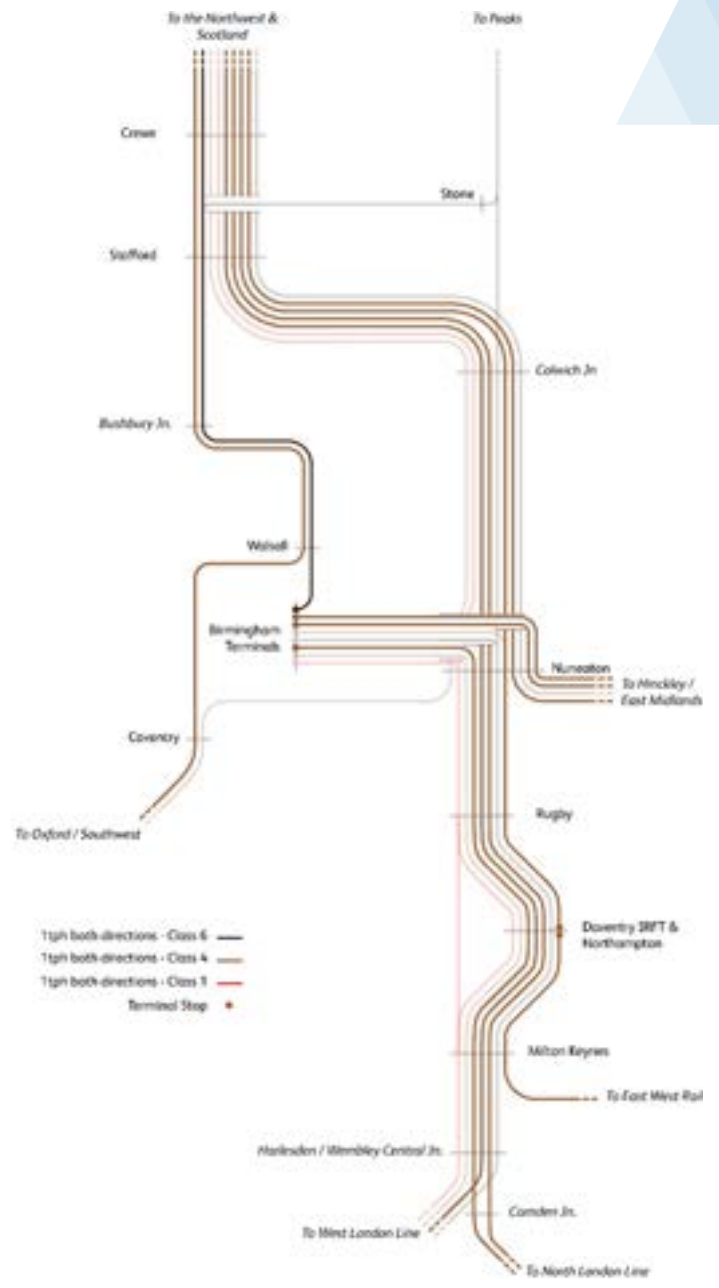 To the Northwest &
Scotland
To Peaks
Crewe
Stone
Stafford
Colwich Jn
Bushbury Jn.
Walsall
Birmingham
Terminals
Nuneaton
To Hinckley /
East Midlands
Coventry
Rugby
To Oxford / Southwest
1tph both directions - Class 6
1tph both directions - Class 4
1tph both directions - Class 1
Terminal Stop
Daventry IRFT &
Northampton
Milton Keynes
To East West Rail
Harlesden / Wembley Central Jn.
Camden Jn.
To West London Line
To North London Line